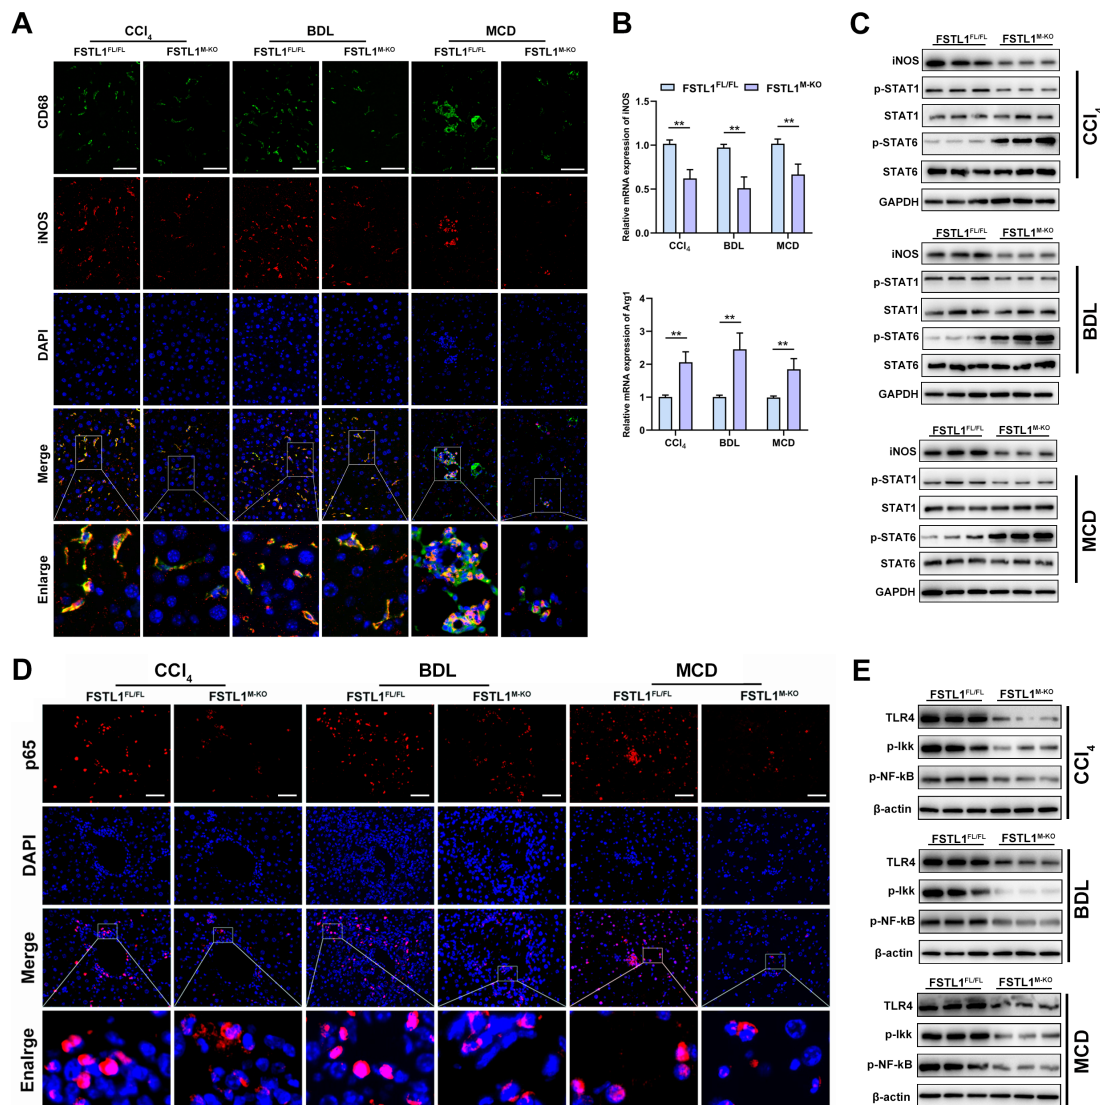 A
CCl4 BDL MCD
FSTL1FL/FL FSTL1M-KO FSTL1FL/FL FSTL1M-KO FSTL1FL/FL FSTL1M-KO
CD68
iNOS
DAPI
Merge
Enlarge
B
FSTL1FL/FL FSTL1M-KO
Relative mRNA expression of iNOS
1.5
1.0
0.5
0.0
** ** **
CCl4 BDL MCD
Relative mRNA expression of Arg1
4
3
2
1
0
** ** **
CCl4 BDL MCD
C
FSTL1FL/FL FSTL1M-KO
iNOS
p-STAT1
STAT1
p-STAT6
STAT6
GAPDH
CCl4
FSTL1FL/FL FSTL1M-KO
iNOS
p-STAT1
STAT1
p-STAT6
STAT6
GAPDH
BDL
FSTL1FL/FL FSTL1M-KO
iNOS
p-STAT1
STAT1
p-STAT6
STAT6
GAPDH
MCD
D
CCl4 BDL MCD
FSTL1FL/FL FSTL1M-KO FSTL1FL/FL FSTL1M-KO FSTL1FL/FL FSTL1M-KO
p65
DAPI
Merge
Enalrge
E
FSTL1FL/FL FSTL1M-KO
TLR4
p-Ikk
p-NF-kB
β-actin
CCl4
FSTL1FL/FL FSTL1M-KO
TLR4
p-Ikk
p-NF-kB
β-actin
BDL
FSTL1FL/FL FSTL1M-KO
TLR4
p-Ikk
p-NF-kB
β-actin
MCD